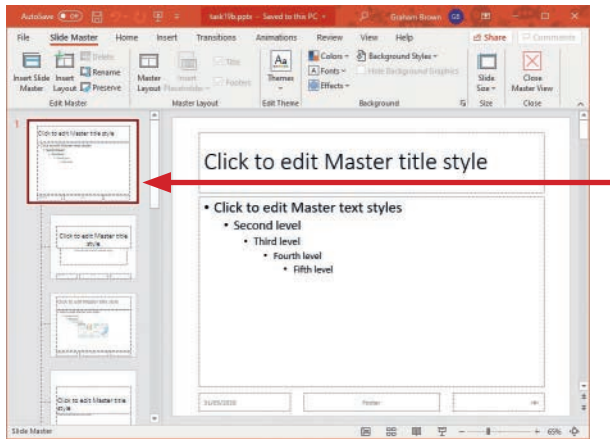 AutoSave Off task19b.pptx - Saved to this PC Graham Brown GB
File Slide Master Home Insert Transitions Animations Review View Help Share Comments
Insert Slide Master
Insert Layout
Delete
Rename
Preserve
Edit Master
Master Layout
Insert Placeholder
Title
Footers
Master Layout
Themes
Edit Theme
Colors
Fonts
Effects
Background Styles
Hide Background Graphics
Background
Slide Size
Size
Close Master View
Close
1
Click to edit Master title style
Click to edit Master title style
Click to edit Master title style
Click to edit Master title style
Click to edit Master title style
• Click to edit Master text styles
• Second level
• Third level
• Fourth level
• Fifth level
31/05/2020 Footer
Slide Master 65%